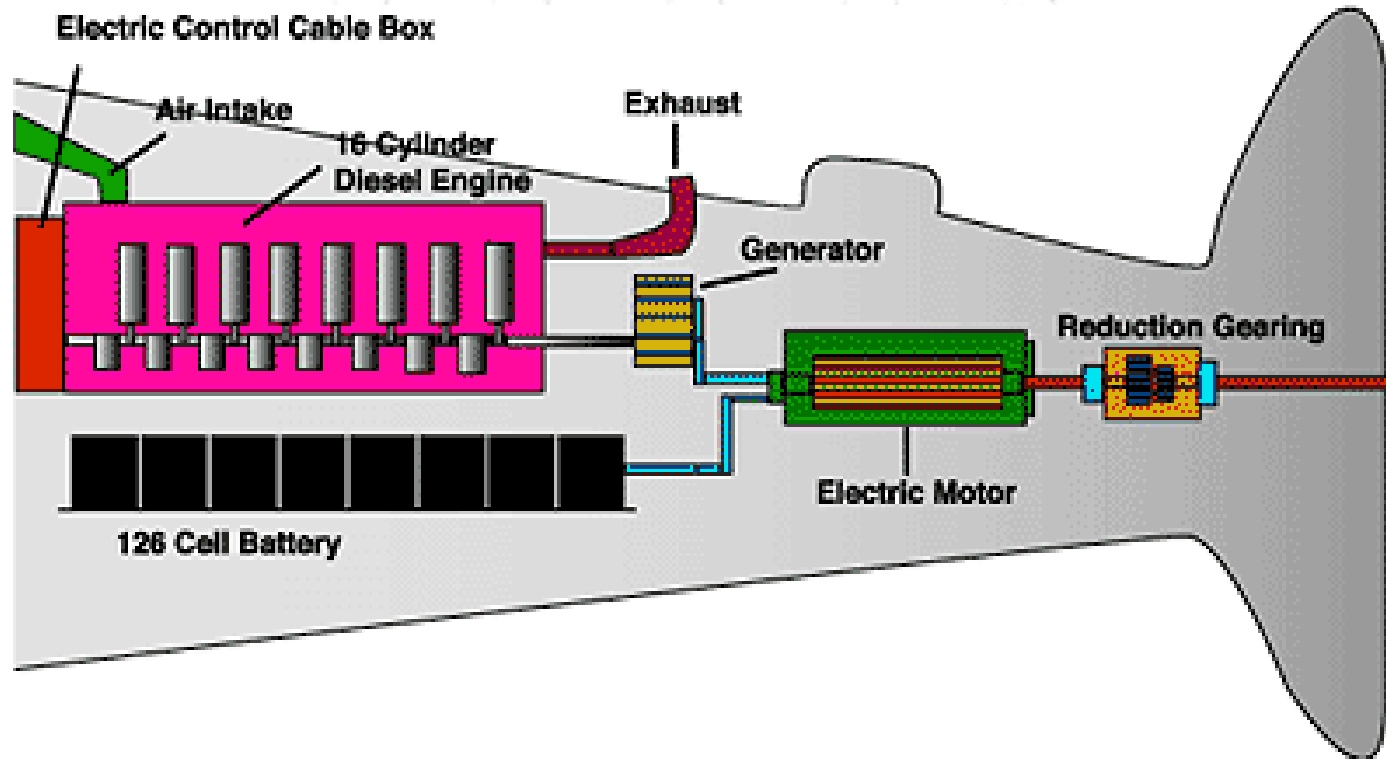 Electric Control Cable Box
Air Intake
Exhaust
16 Cylinder
Diesel Engine
Generator
Reduction Gearing
Electric Motor
126 Cell Battery